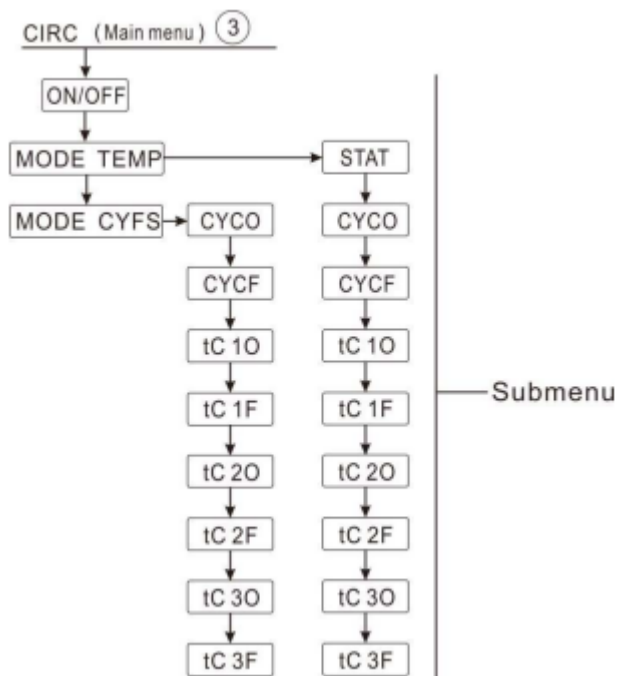 CIRC (Main menu) 3
ON/OFF
MODE TEMP STAT
MODE CYFS CYCO CYCO
CYCF CYCF
tC 1O tC 1O
tC 1F tC 1F
Submenu
tC 2O tC 2O
tC 2F tC 2F
tC 3O tC 3O
tC 3F tC 3F